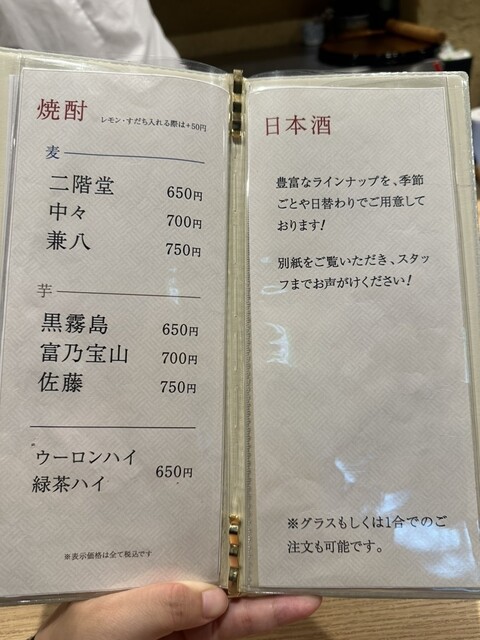 焼酎 レモン・すだち入れる際は+50円
麦
二階堂 650円
中々 700円
兼八 750円
芋
黒霧島 650円
富乃宝山 700円
佐藤 750円
ウーロンハイ
緑茶ハイ 650円
※表示価格は全て税込です
日本酒
豊富なラインナップを、季節
ごとや日替わりでご用意して
おります!
別紙をご覧いただき、スタッ
フまでお声がけください!
※グラスもしくは1合でのご
注文も可能です。